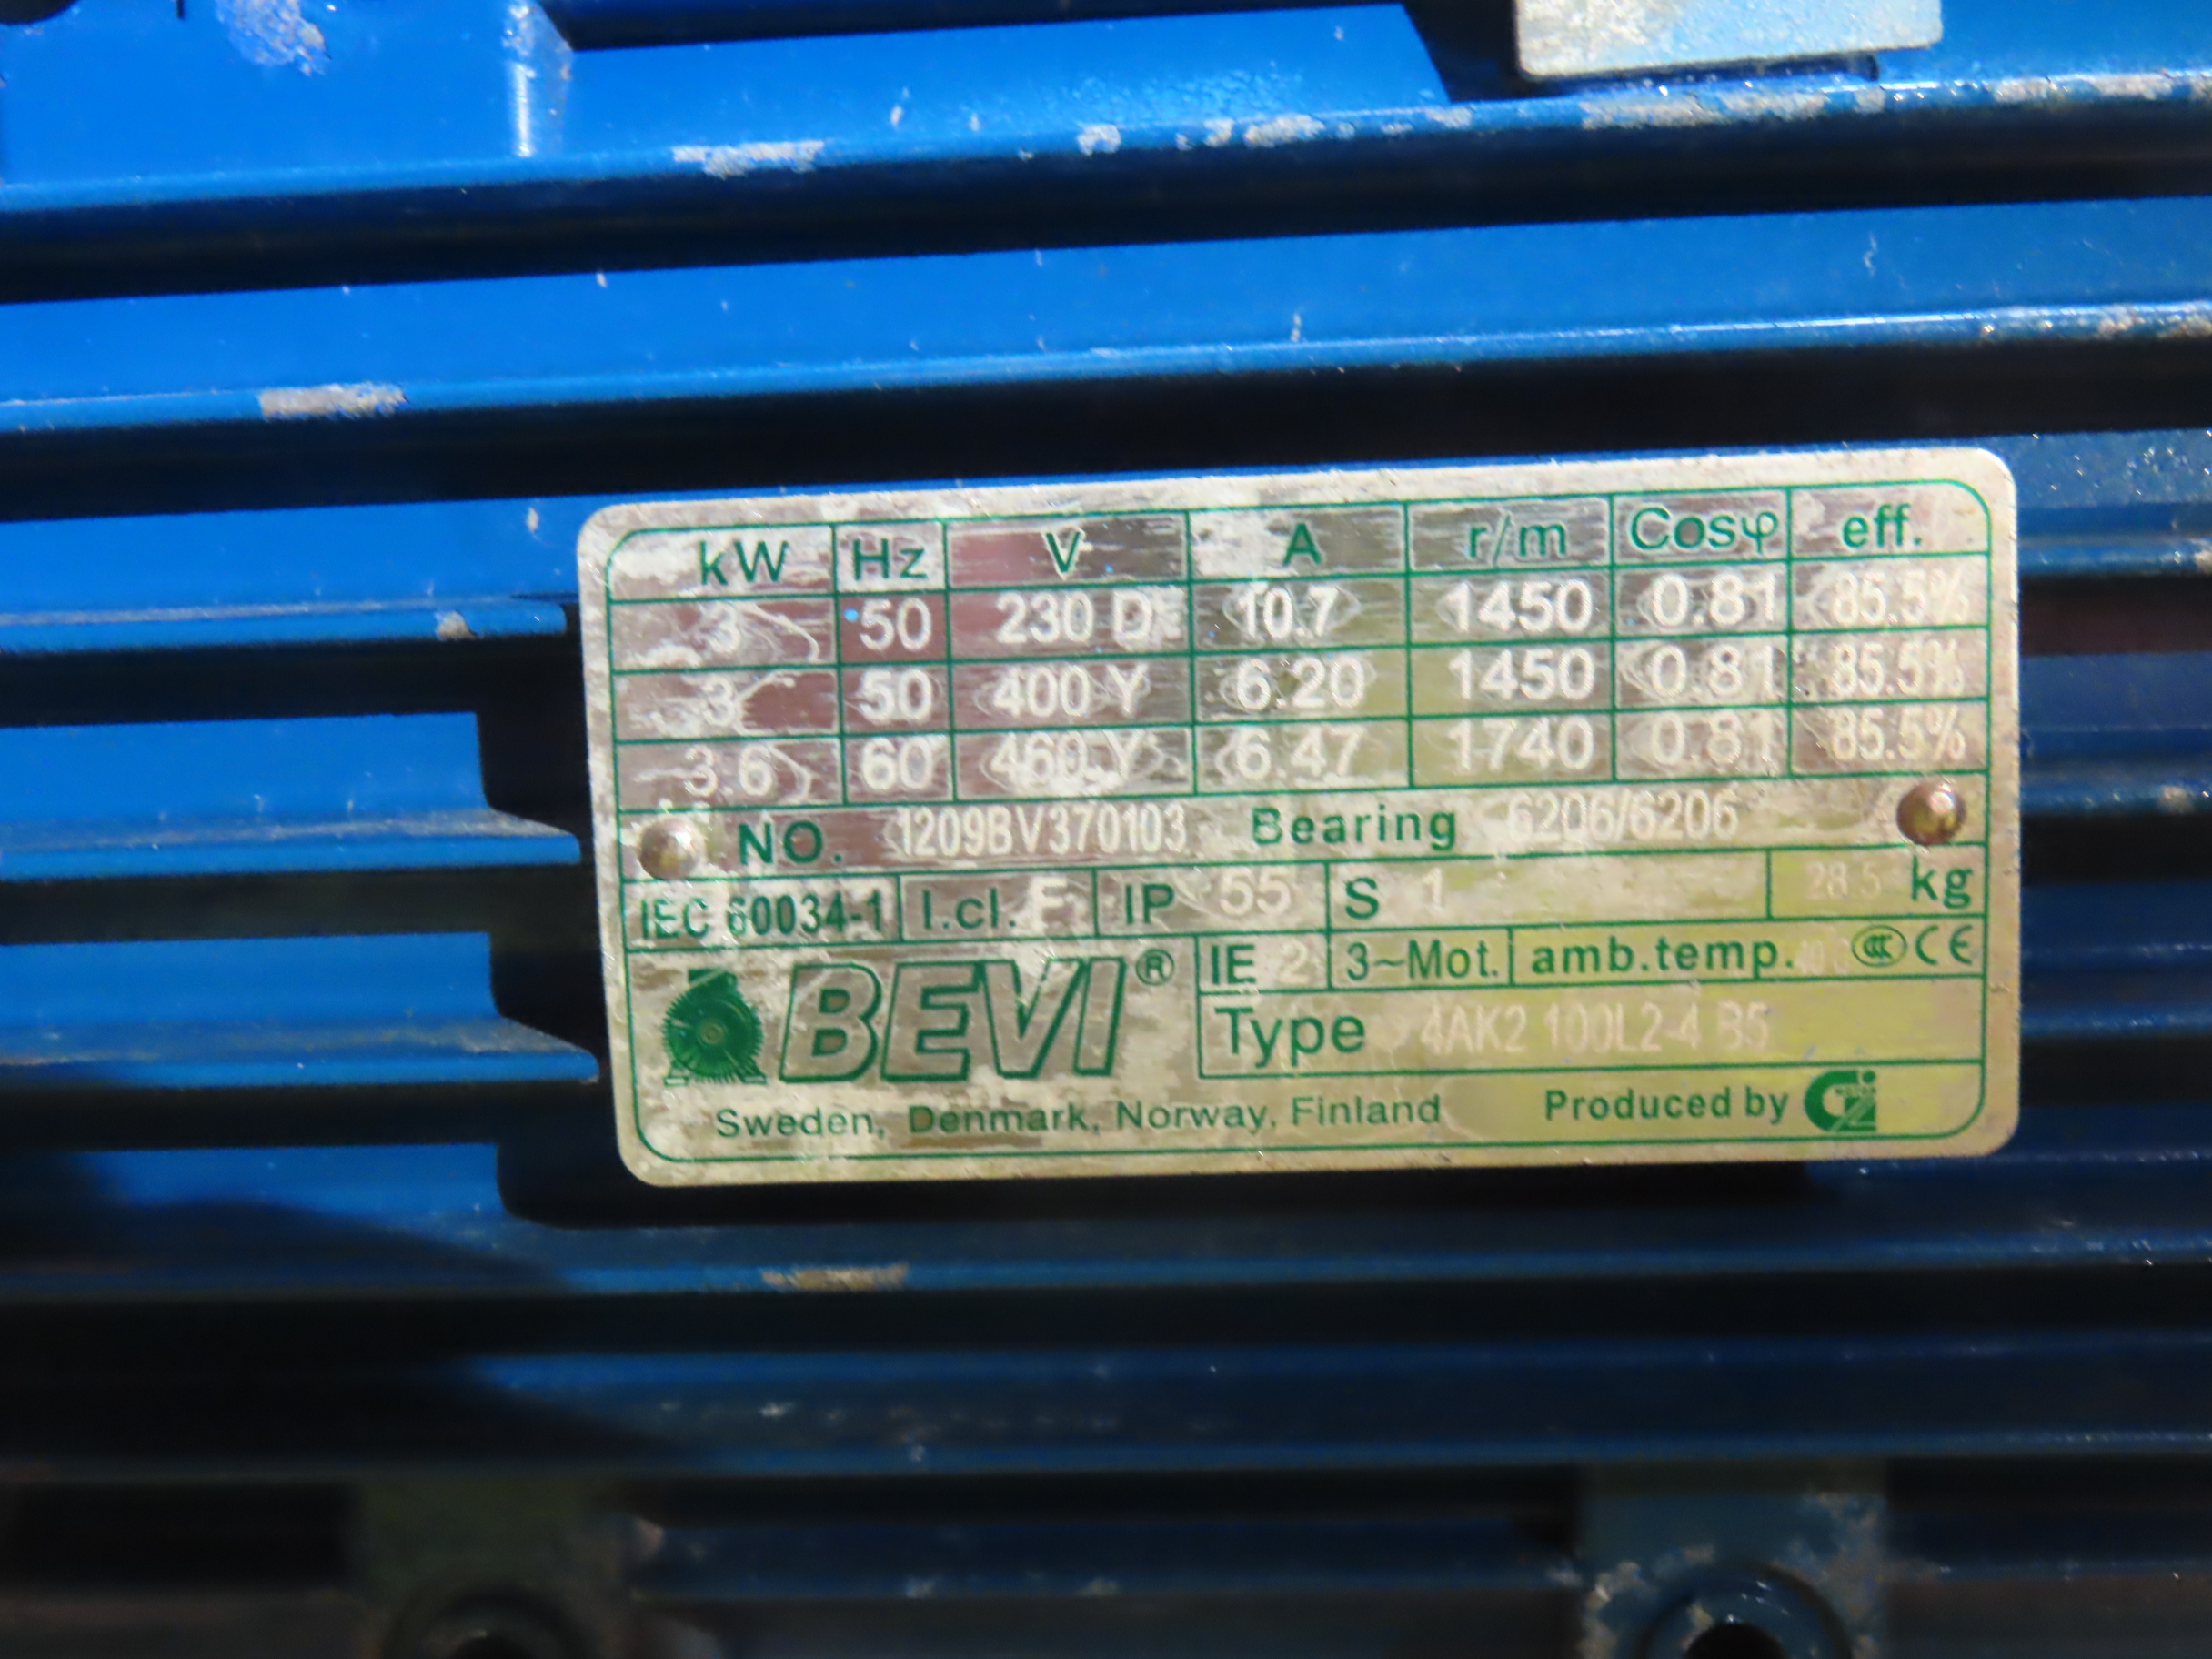 kW Hz V A r/m Cosφ eff.
3 50 230 D 10.7 1450 0.81 85.5%
3 50 400 Y 6.20 1450 0.81 85.5%
3.6 60 460 Y 6.47 1740 0.81 85.5%
NO. 1209BV370103 Bearing 6206/6206
IEC 60034-1 I.cl. F IP 55 S 1 28.5 kg
IE 2 3~Mot. amb.temp. CCC CE
BEVI®
Type 4AK2 100L2-4 B5
Sweden, Denmark, Norway, Finland Produced by